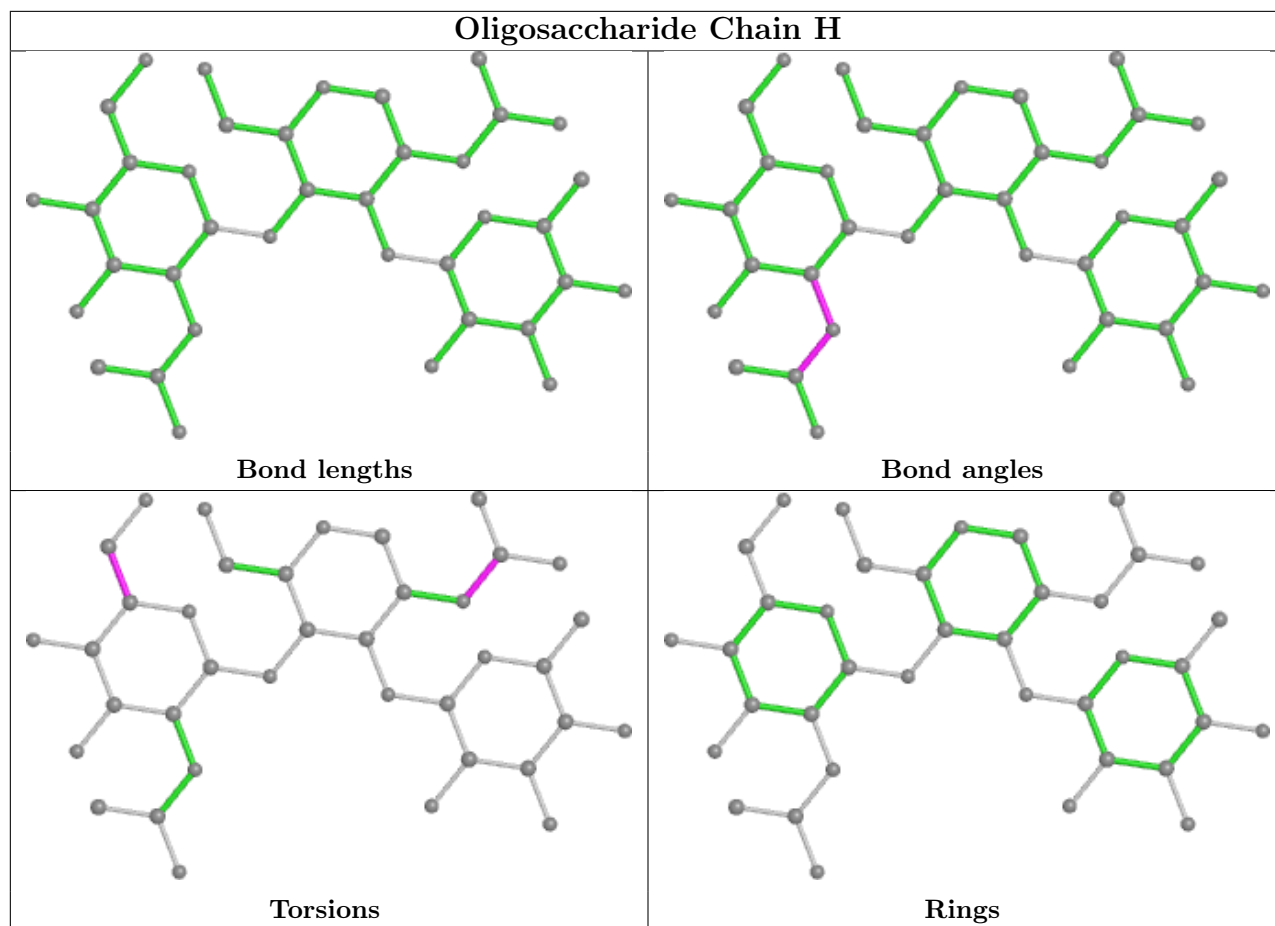 Oligosaccharide Chain H
Bond lengths
Bond angles
Torsions
Rings